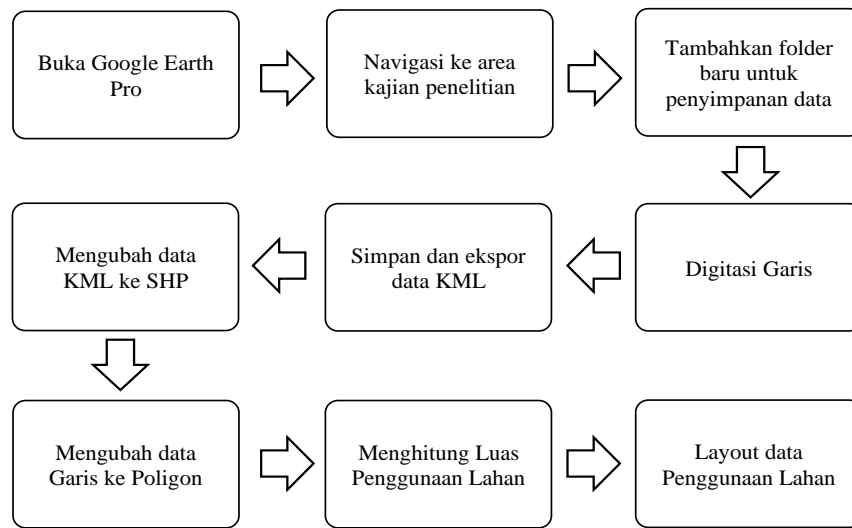 Buka Google Earth
Pro
Navigasi ke area
kajian penelitian
Tambahkan folder
baru untuk
penyimpanan data
Digitasi Garis
Simpan dan ekspor
data KML
Mengubah data
KML ke SHP
Mengubah data
Garis ke Poligon
Menghitung Luas
Penggunaan Lahan
Layout data
Penggunaan Lahan